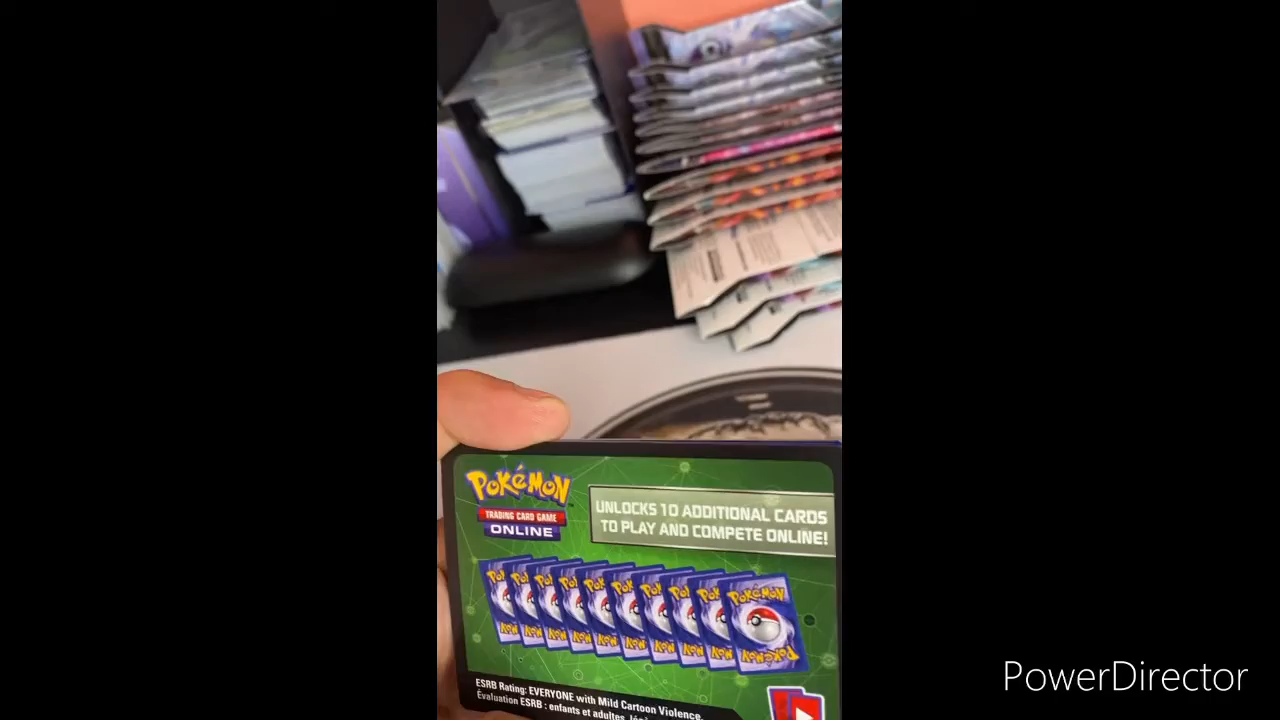 POKéMON
TRADING CARD GAME
ONLINE
UNLOCKS 10 ADDITIONAL CARDS
TO PLAY AND COMPETE ONLINE!
POKéMON
ESRB Rating: EVERYONE with Mild Cartoon Violence.
Évaluation ESRB : enfants et adultes,
PowerDirector